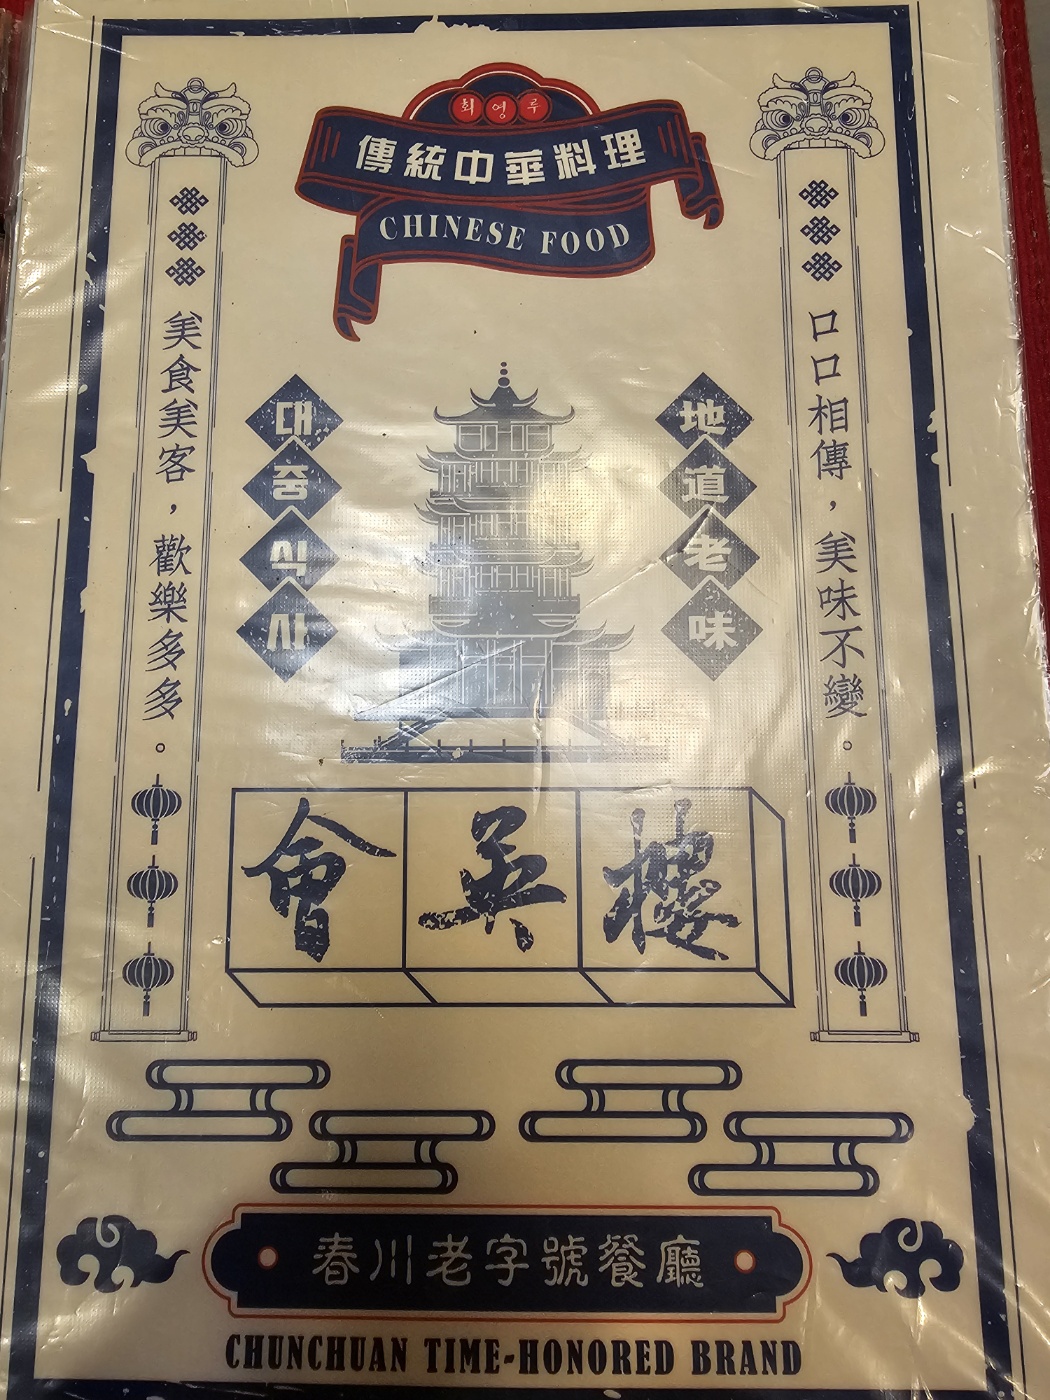 회영루
傳統中華料理
CHINESE FOOD
美食美客，歡樂多多。
대중식사
地道老味
口口相傳，美味不變。
會英樓
春川老字號餐廳
CHUNCHUAN TIME-HONORED BRAND